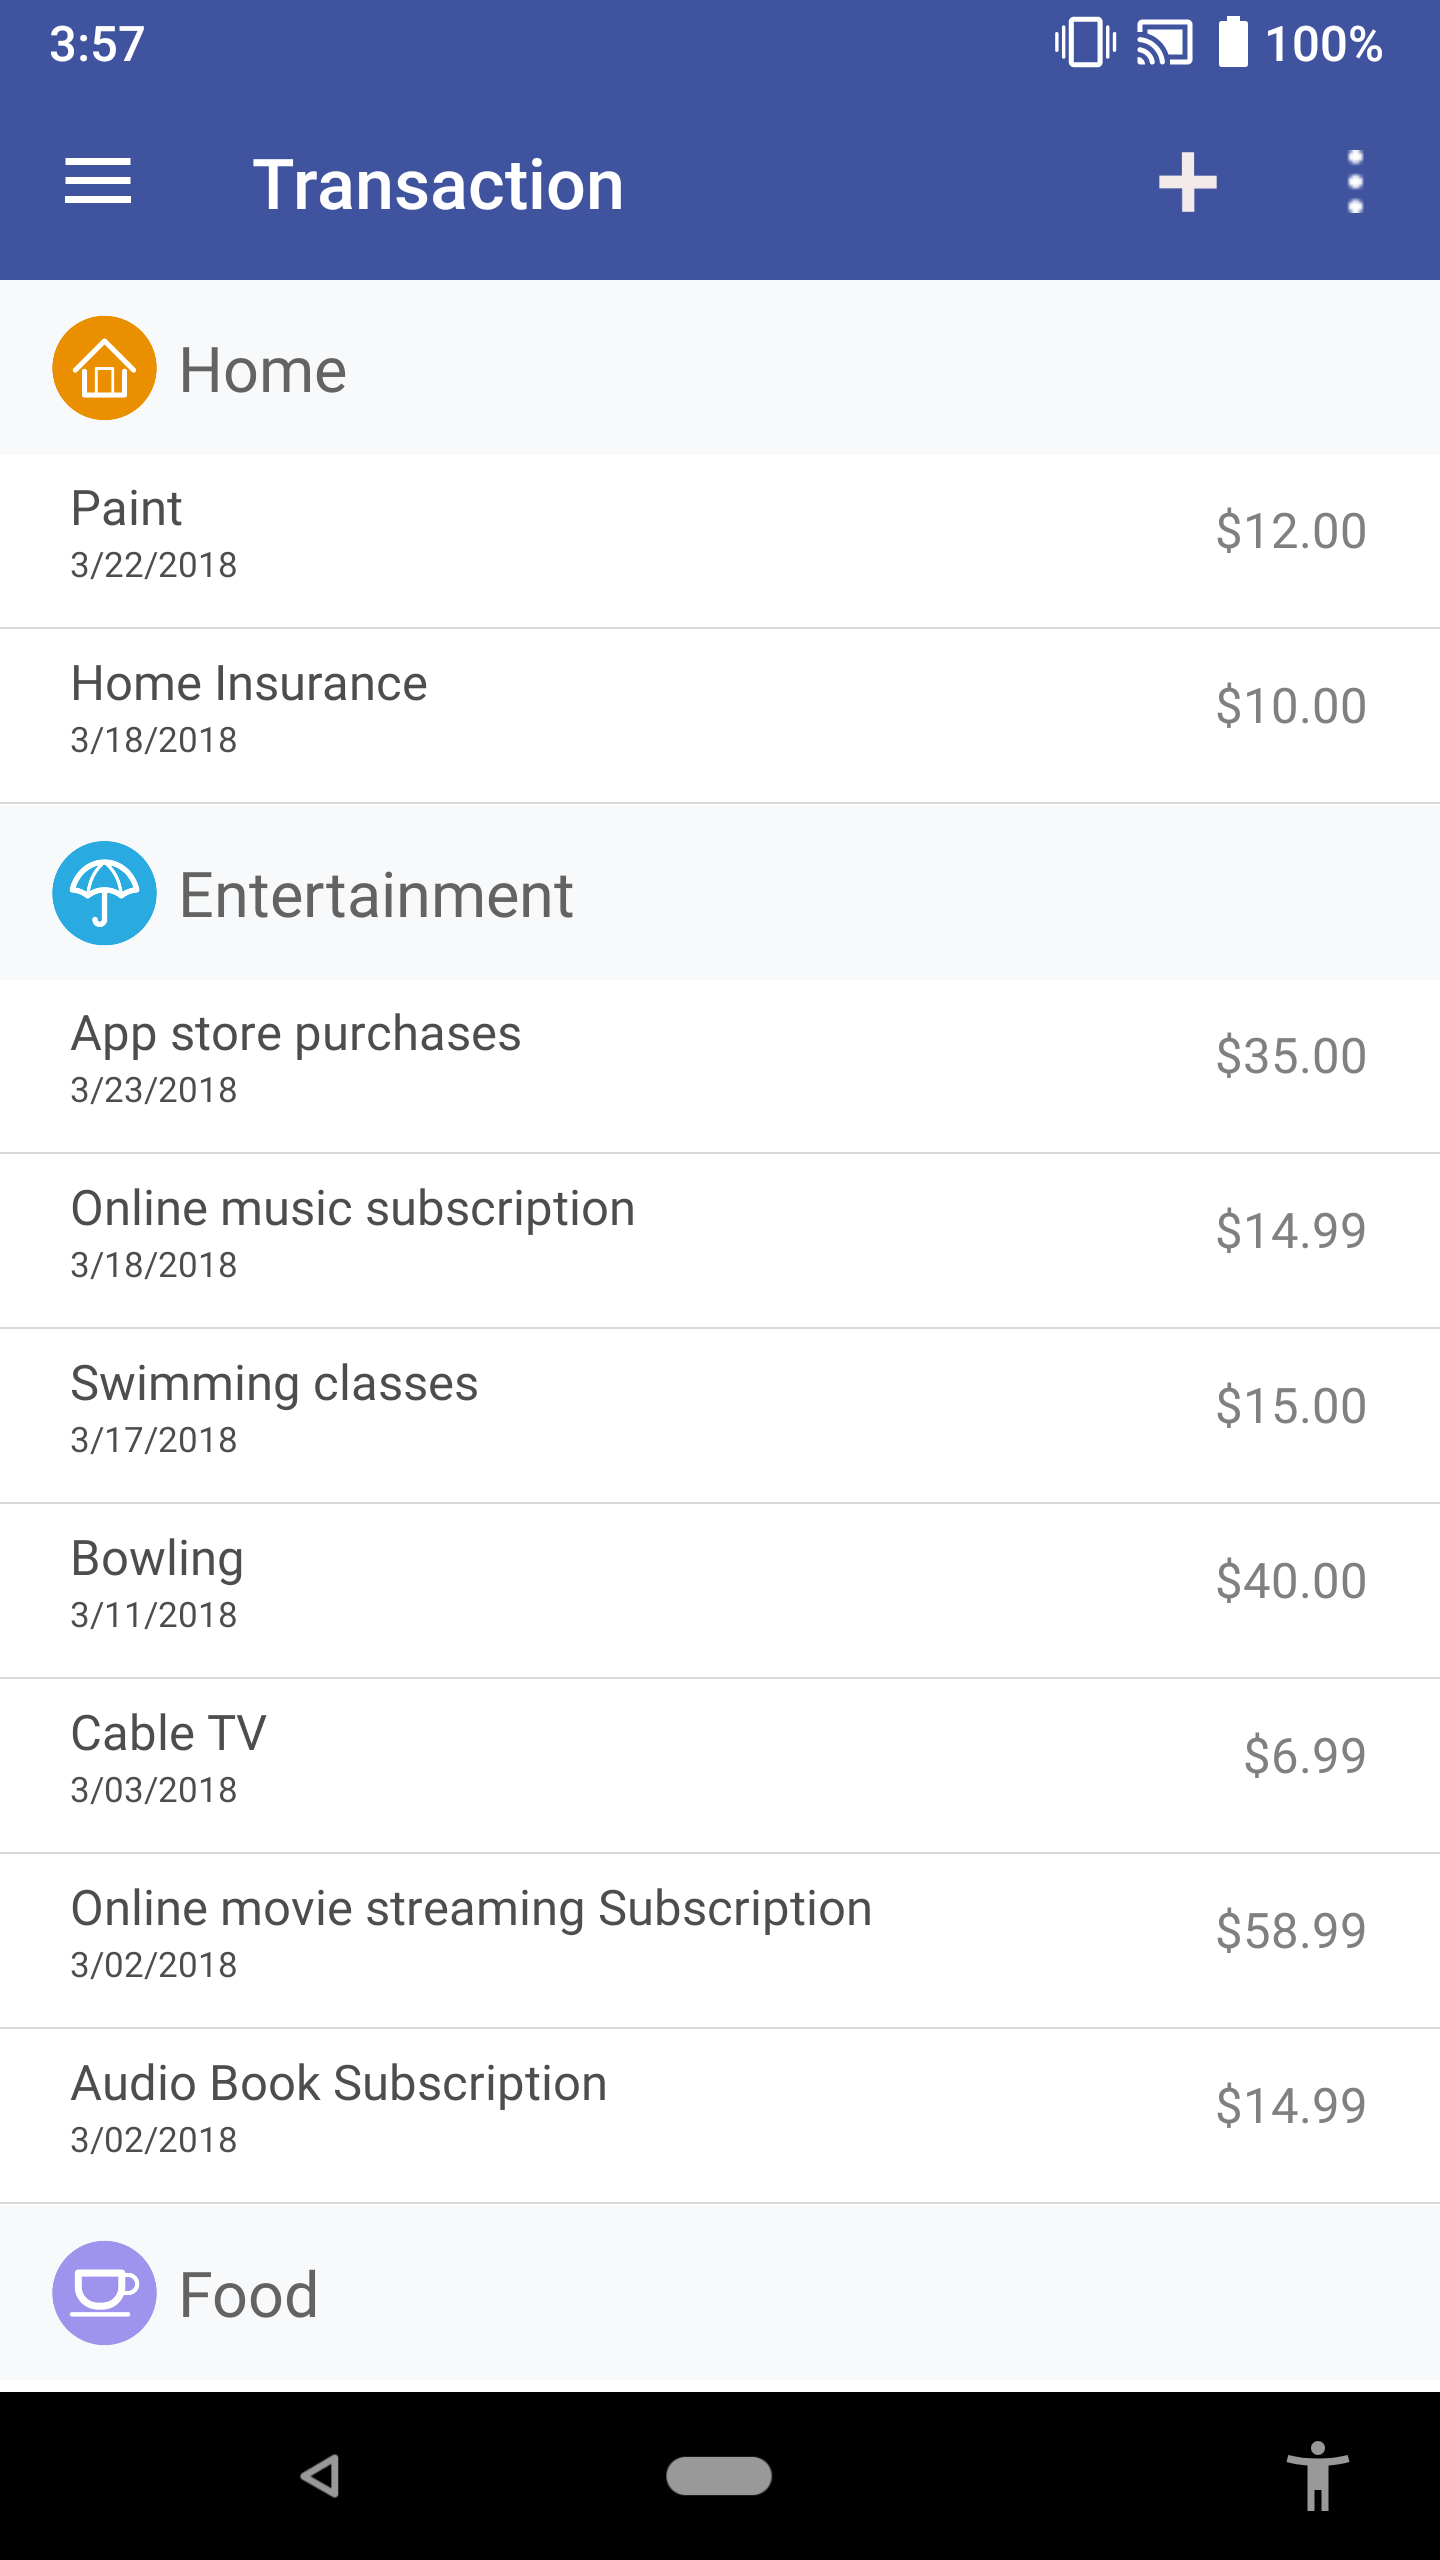 3:57
100%
Transaction
Home
Paint
$12.00
3/22/2018
Home Insurance
$10.00
3/18/2018
Entertainment
App store purchases
$35.00
3/23/2018
Online music subscription
$14.99
3/18/2018
Swimming classes
$15.00
3/17/2018
Bowling
$40.00
3/11/2018
Cable TV
$6.99
3/03/2018
Online movie streaming Subscription
$58.99
3/02/2018
Audio Book Subscription
$14.99
3/02/2018
Food